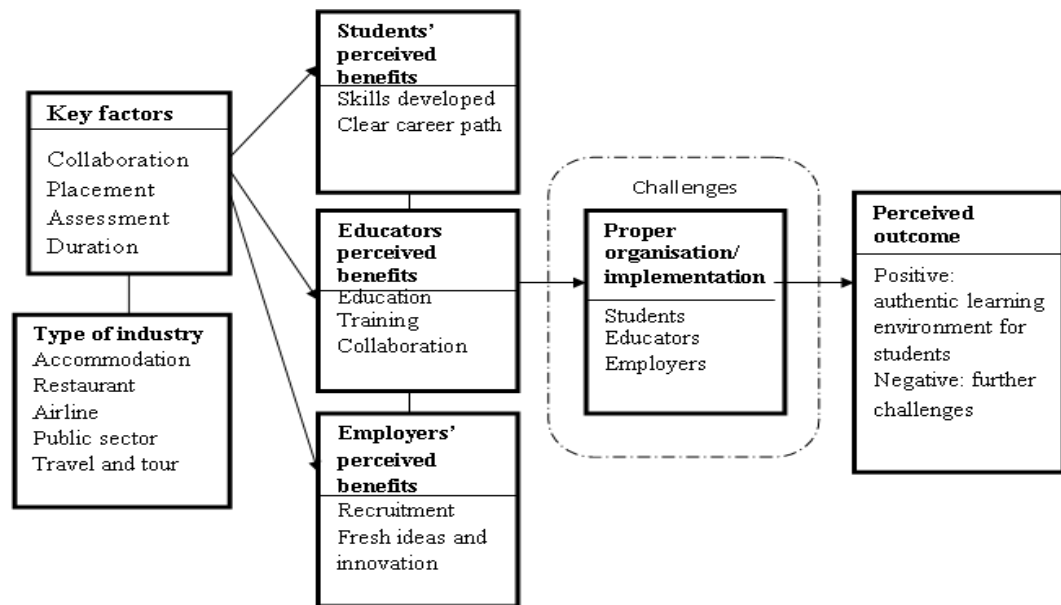 Key factors
Collaboration
Placement
Assessment
Duration
Type of industry
Accommodation
Restaurant
Airline
Public sector
Travel and tour
Students’
perceived
benefits
Skills developed
Clear career path
Educators
perceived
benefits
Education
Training
Collaboration
Employers’
perceived
benefits
Recruitment
Fresh ideas and
innovation
Challenges
Proper
organisation/
implementation
Students
Educators
Employers
Perceived
outcome
Positive:
authentic learning
environment for
students
Negative: further
challenges